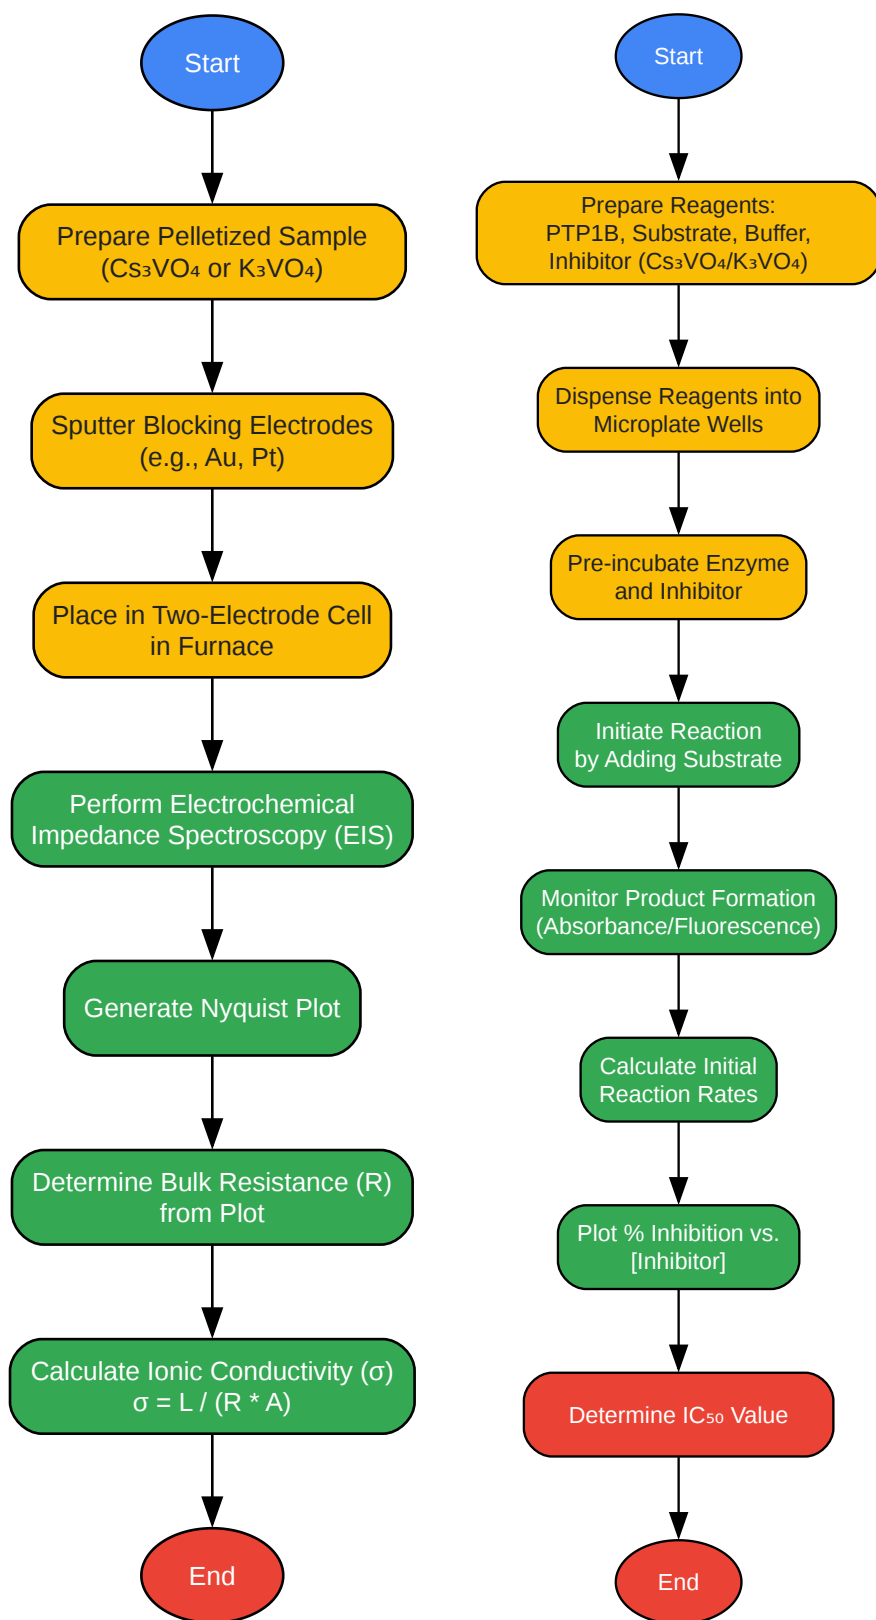 Start
Prepare Pelletized Sample
(Cs₃VO₄ or K₃VO₄)
Sputter Blocking Electrodes
(e.g., Au, Pt)
Place in Two-Electrode Cell
in Furnace
Perform Electrochemical
Impedance Spectroscopy (EIS)
Generate Nyquist Plot
Determine Bulk Resistance (R)
from Plot
Calculate Ionic Conductivity (σ)
σ = L / (R * A)
End
Start
Prepare Reagents:
PTP1B, Substrate, Buffer,
Inhibitor (Cs₃VO₄/K₃VO₄)
Dispense Reagents into
Microplate Wells
Pre-incubate Enzyme
and Inhibitor
Initiate Reaction
by Adding Substrate
Monitor Product Formation
(Absorbance/Fluorescence)
Calculate Initial
Reaction Rates
Plot % Inhibition vs.
[Inhibitor]
Determine IC₅₀ Value
End